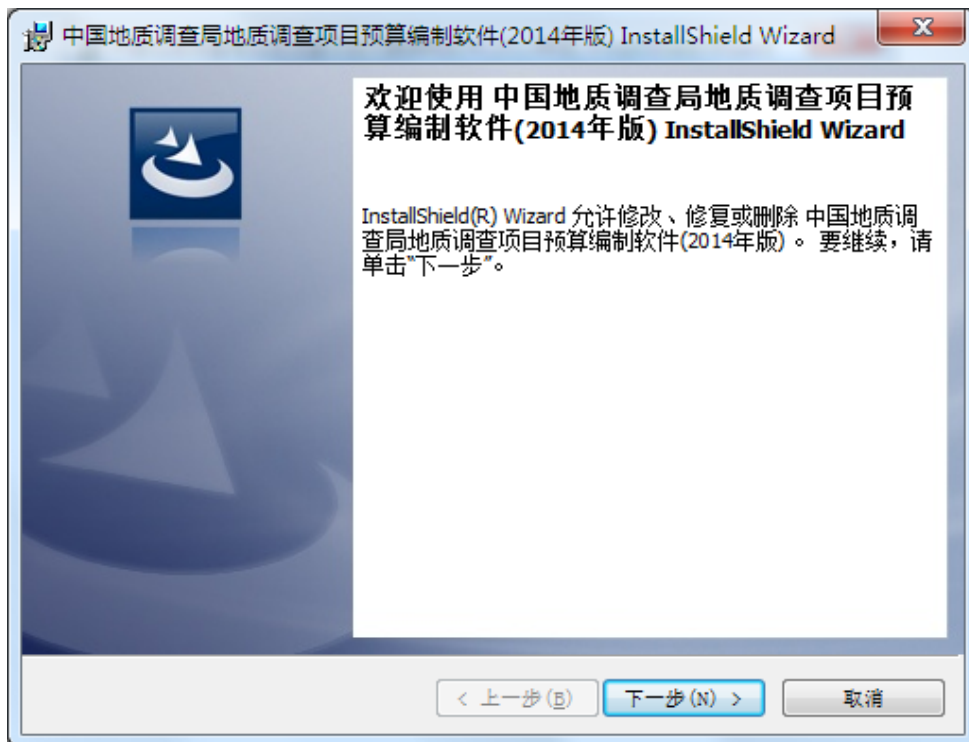 中国地质调查局地质调查项目预算编制软件(2014年版) InstallShield Wizard
欢迎使用 中国地质调查局地质调查项目预
算编制软件(2014年版) InstallShield Wizard
InstallShield(R) Wizard 允许修改、修复或删除 中国地质调
查局地质调查项目预算编制软件(2014年版) 。 要继续，请
单击“下一步”。
< 上一步(B)
下一步(N) >
取消